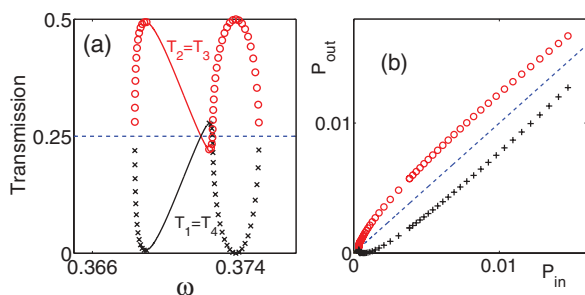 (a)
Transmission
0.5
0.25
0
T₂=T₃
T₁=T₄
0.366
0.374
ω
(b)
P_out
0.01
0
0.01
P_in